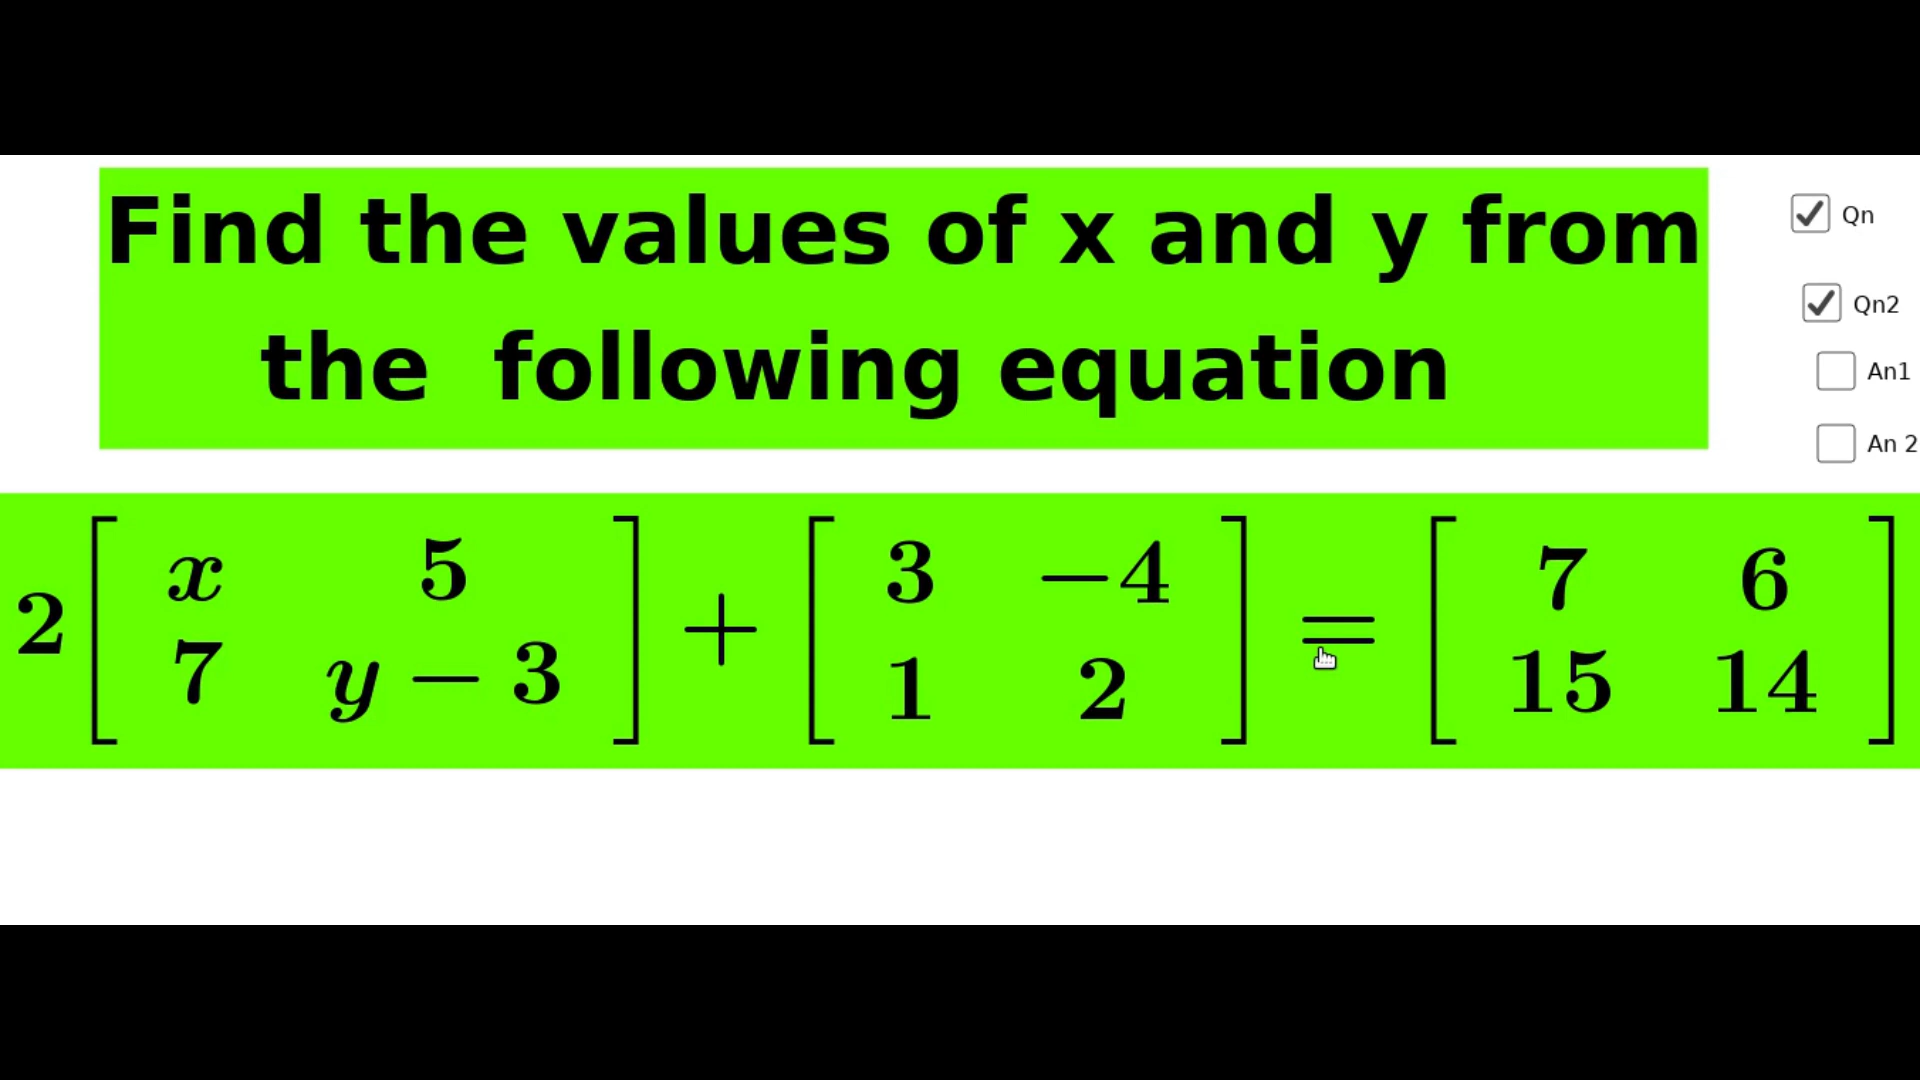 Find the values of x and y from
the following equation
Qn
Qn2
An1
An 2
2 [ x 5 ] + [ 3 −4 ] = [ 7 6 ]
[ 7 y − 3 ] [ 1 2 ] [ 15 14 ]